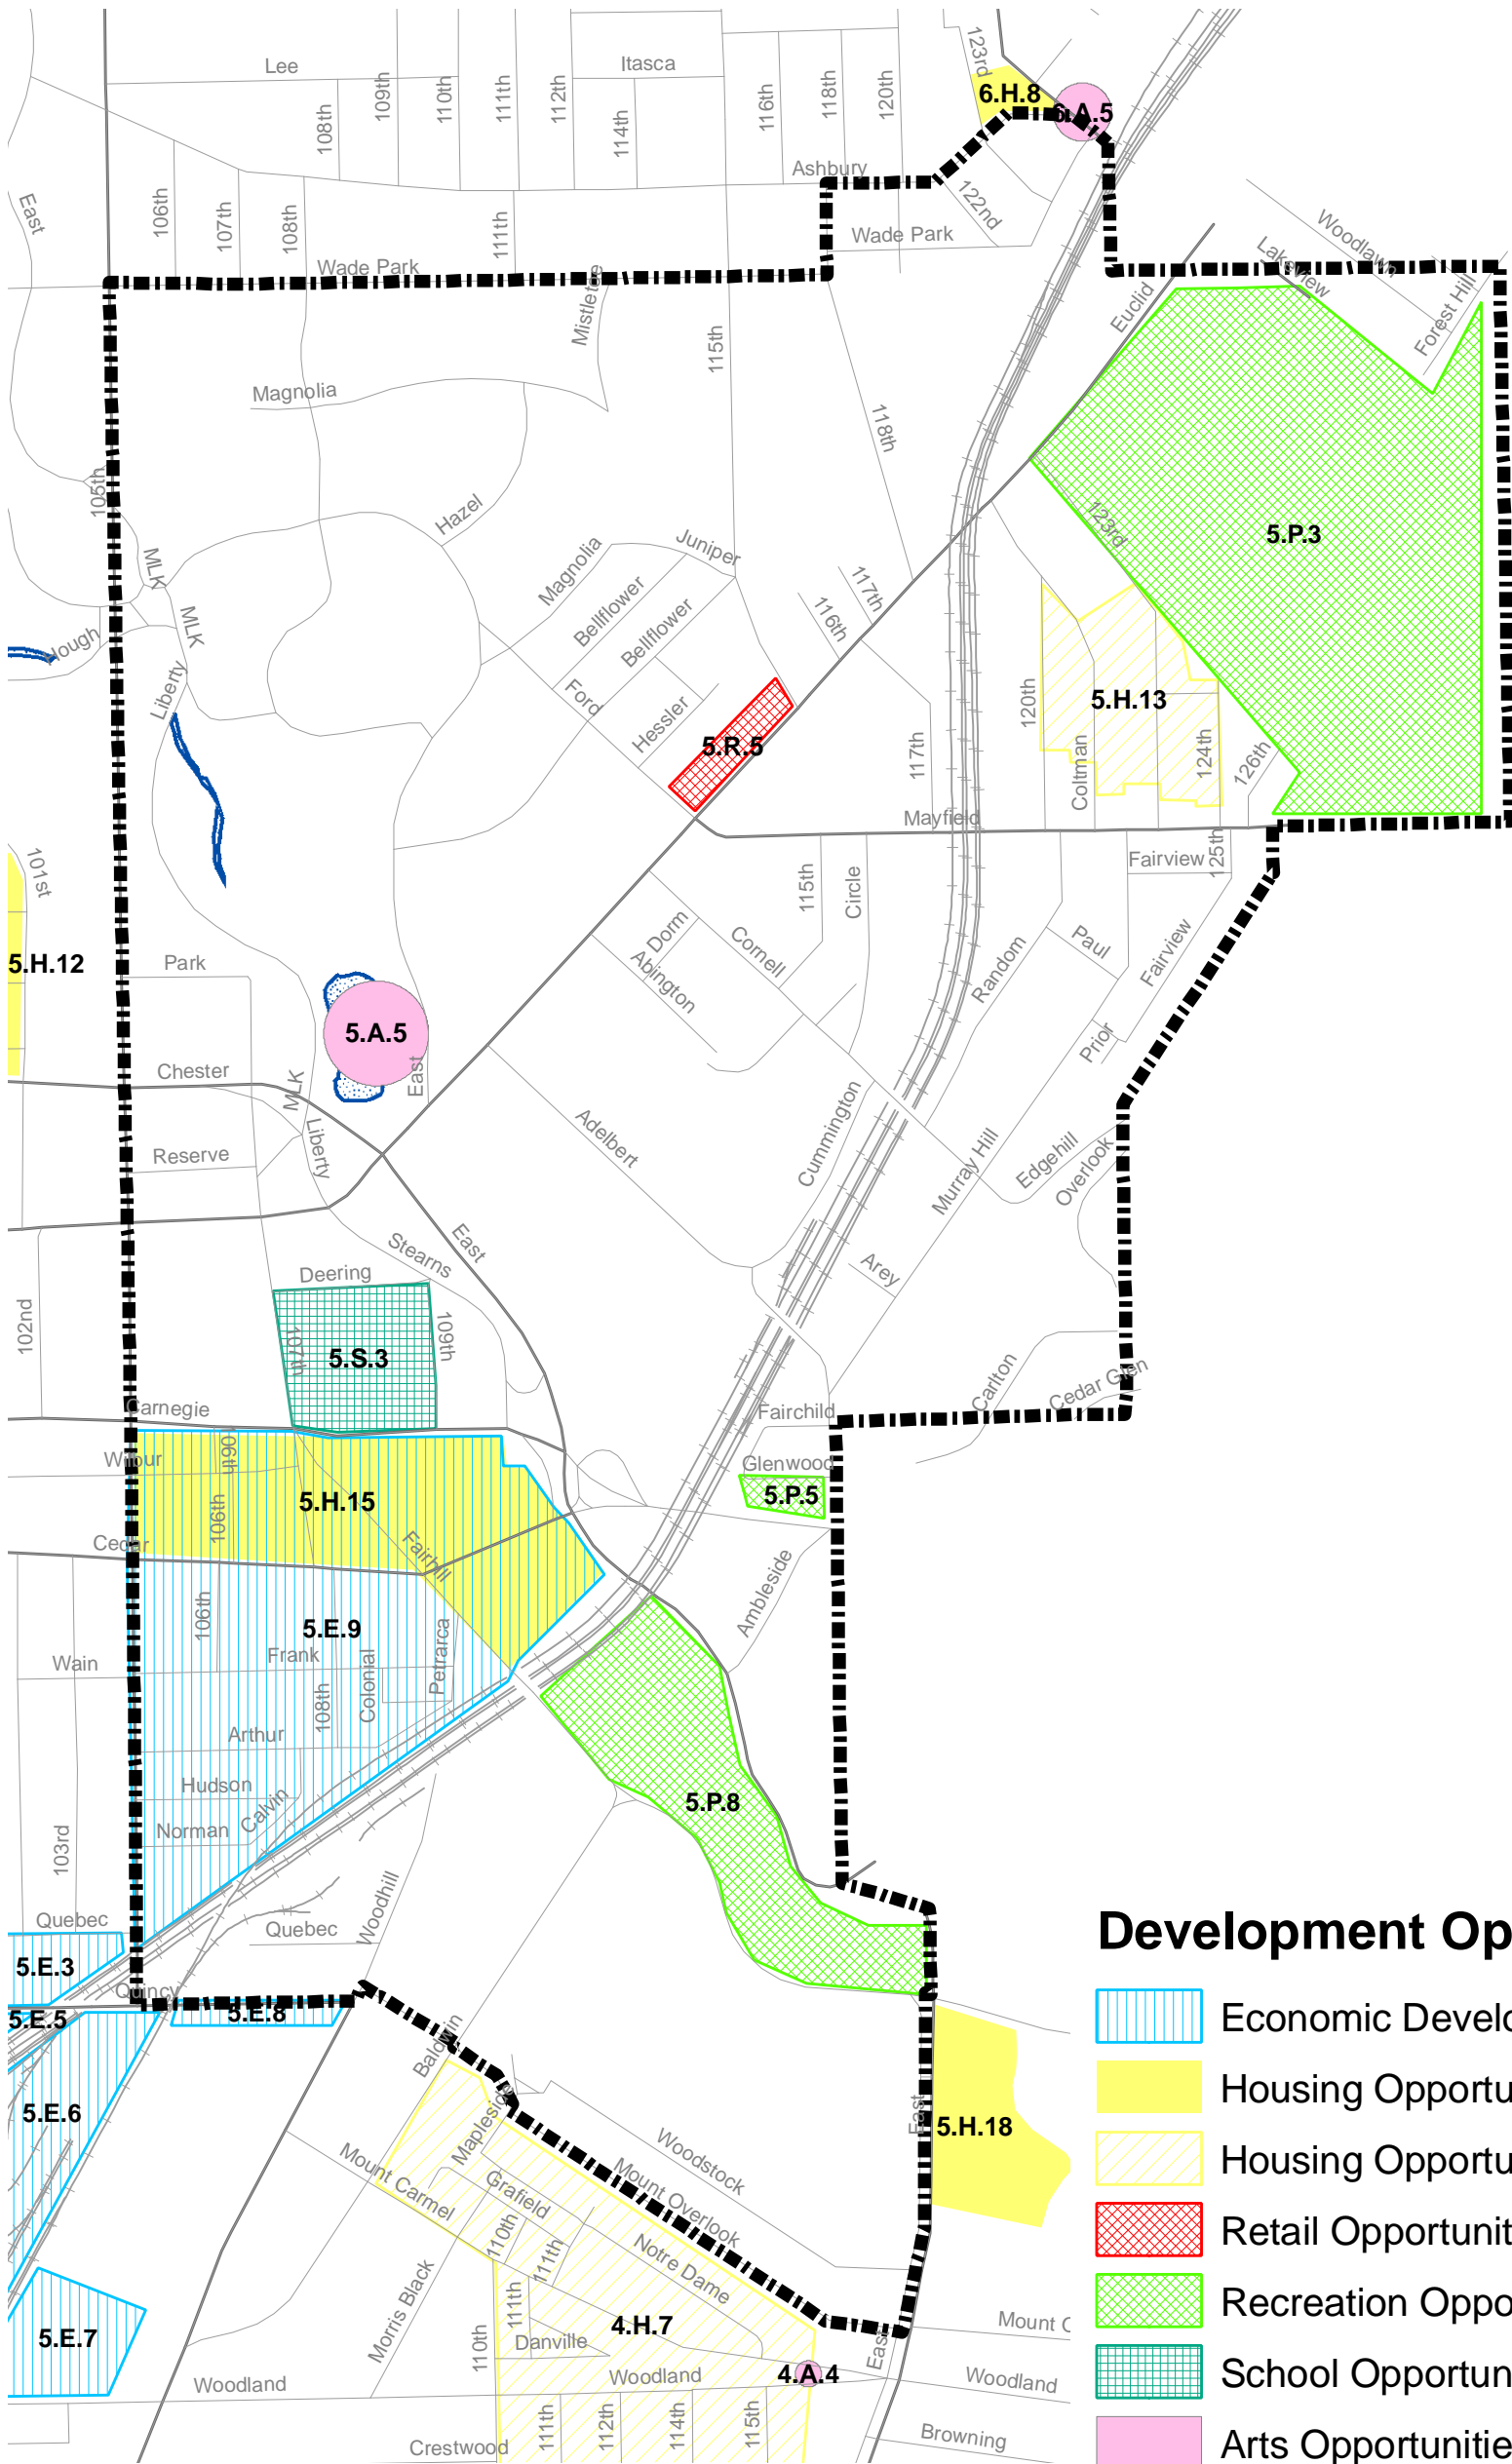 Lee
Itasca
123rd
109th
110th
111th
112th
116th
118th
120th
108th
114th
6.H.8
6.A.5
Ashbury
East
106th
107th
108th
111th
122nd
Wade Park
Wade Park
Woodlawn
Lakeview
Forest Hill
Mistletoe
Euclid
115th
Magnolia
118th
105th
Hazel
123rd
5.P.3
MLK
Magnolia
Juniper
117th
Bellflower
Bellflower
116th
MLK
Hough
Liberty
Ford
Hessler
5.R.5
120th
5.H.13
117th
Coltman
124th
126th
Mayfield
101st
125th
Fairview
115th
Circle
Dorm
Cornell
Abington
Random
Paul
Fairview
5.H.12
Park
5.A.5
Prior
Chester
MLK
East
Liberty
Adelbert
Cummington
Reserve
Murray Hill
Edgehill
Overlook
East
Stearns
Arey
Deering
102nd
107th
5.S.3
109th
Carlton
Cedar Glen
Carnegie
Fairchild
Wilbur
106th
Glenwood
5.P.5
5.H.15
106th
Cedar
Fairhill
Ambleside
106th
5.E.9
Wain
Frank
Petrarca
Colonial
108th
Arthur
Hudson
5.P.8
Calvin
Norman
103rd
Quebec
Quebec
Woodhill
5.E.3
Development Op
Quincy
5.E.5
5.E.8
Economic Develo
Baldwin
Housing Opportu
5.E.6
Mapleside
East
5.H.18
Woodstock
Housing Opportu
Mount Carmel
Grafield
Mount Overlook
110th
111th
Notre Dame
Retail Opportunit
Morris Black
111th
Recreation Oppo
5.E.7
110th
4.H.7
Danville
East
Mount C
4.A.4
Woodland
Woodland
Woodland
School Opportun
111th
112th
114th
115th
Browning
Crestwood
Arts Opportunitie